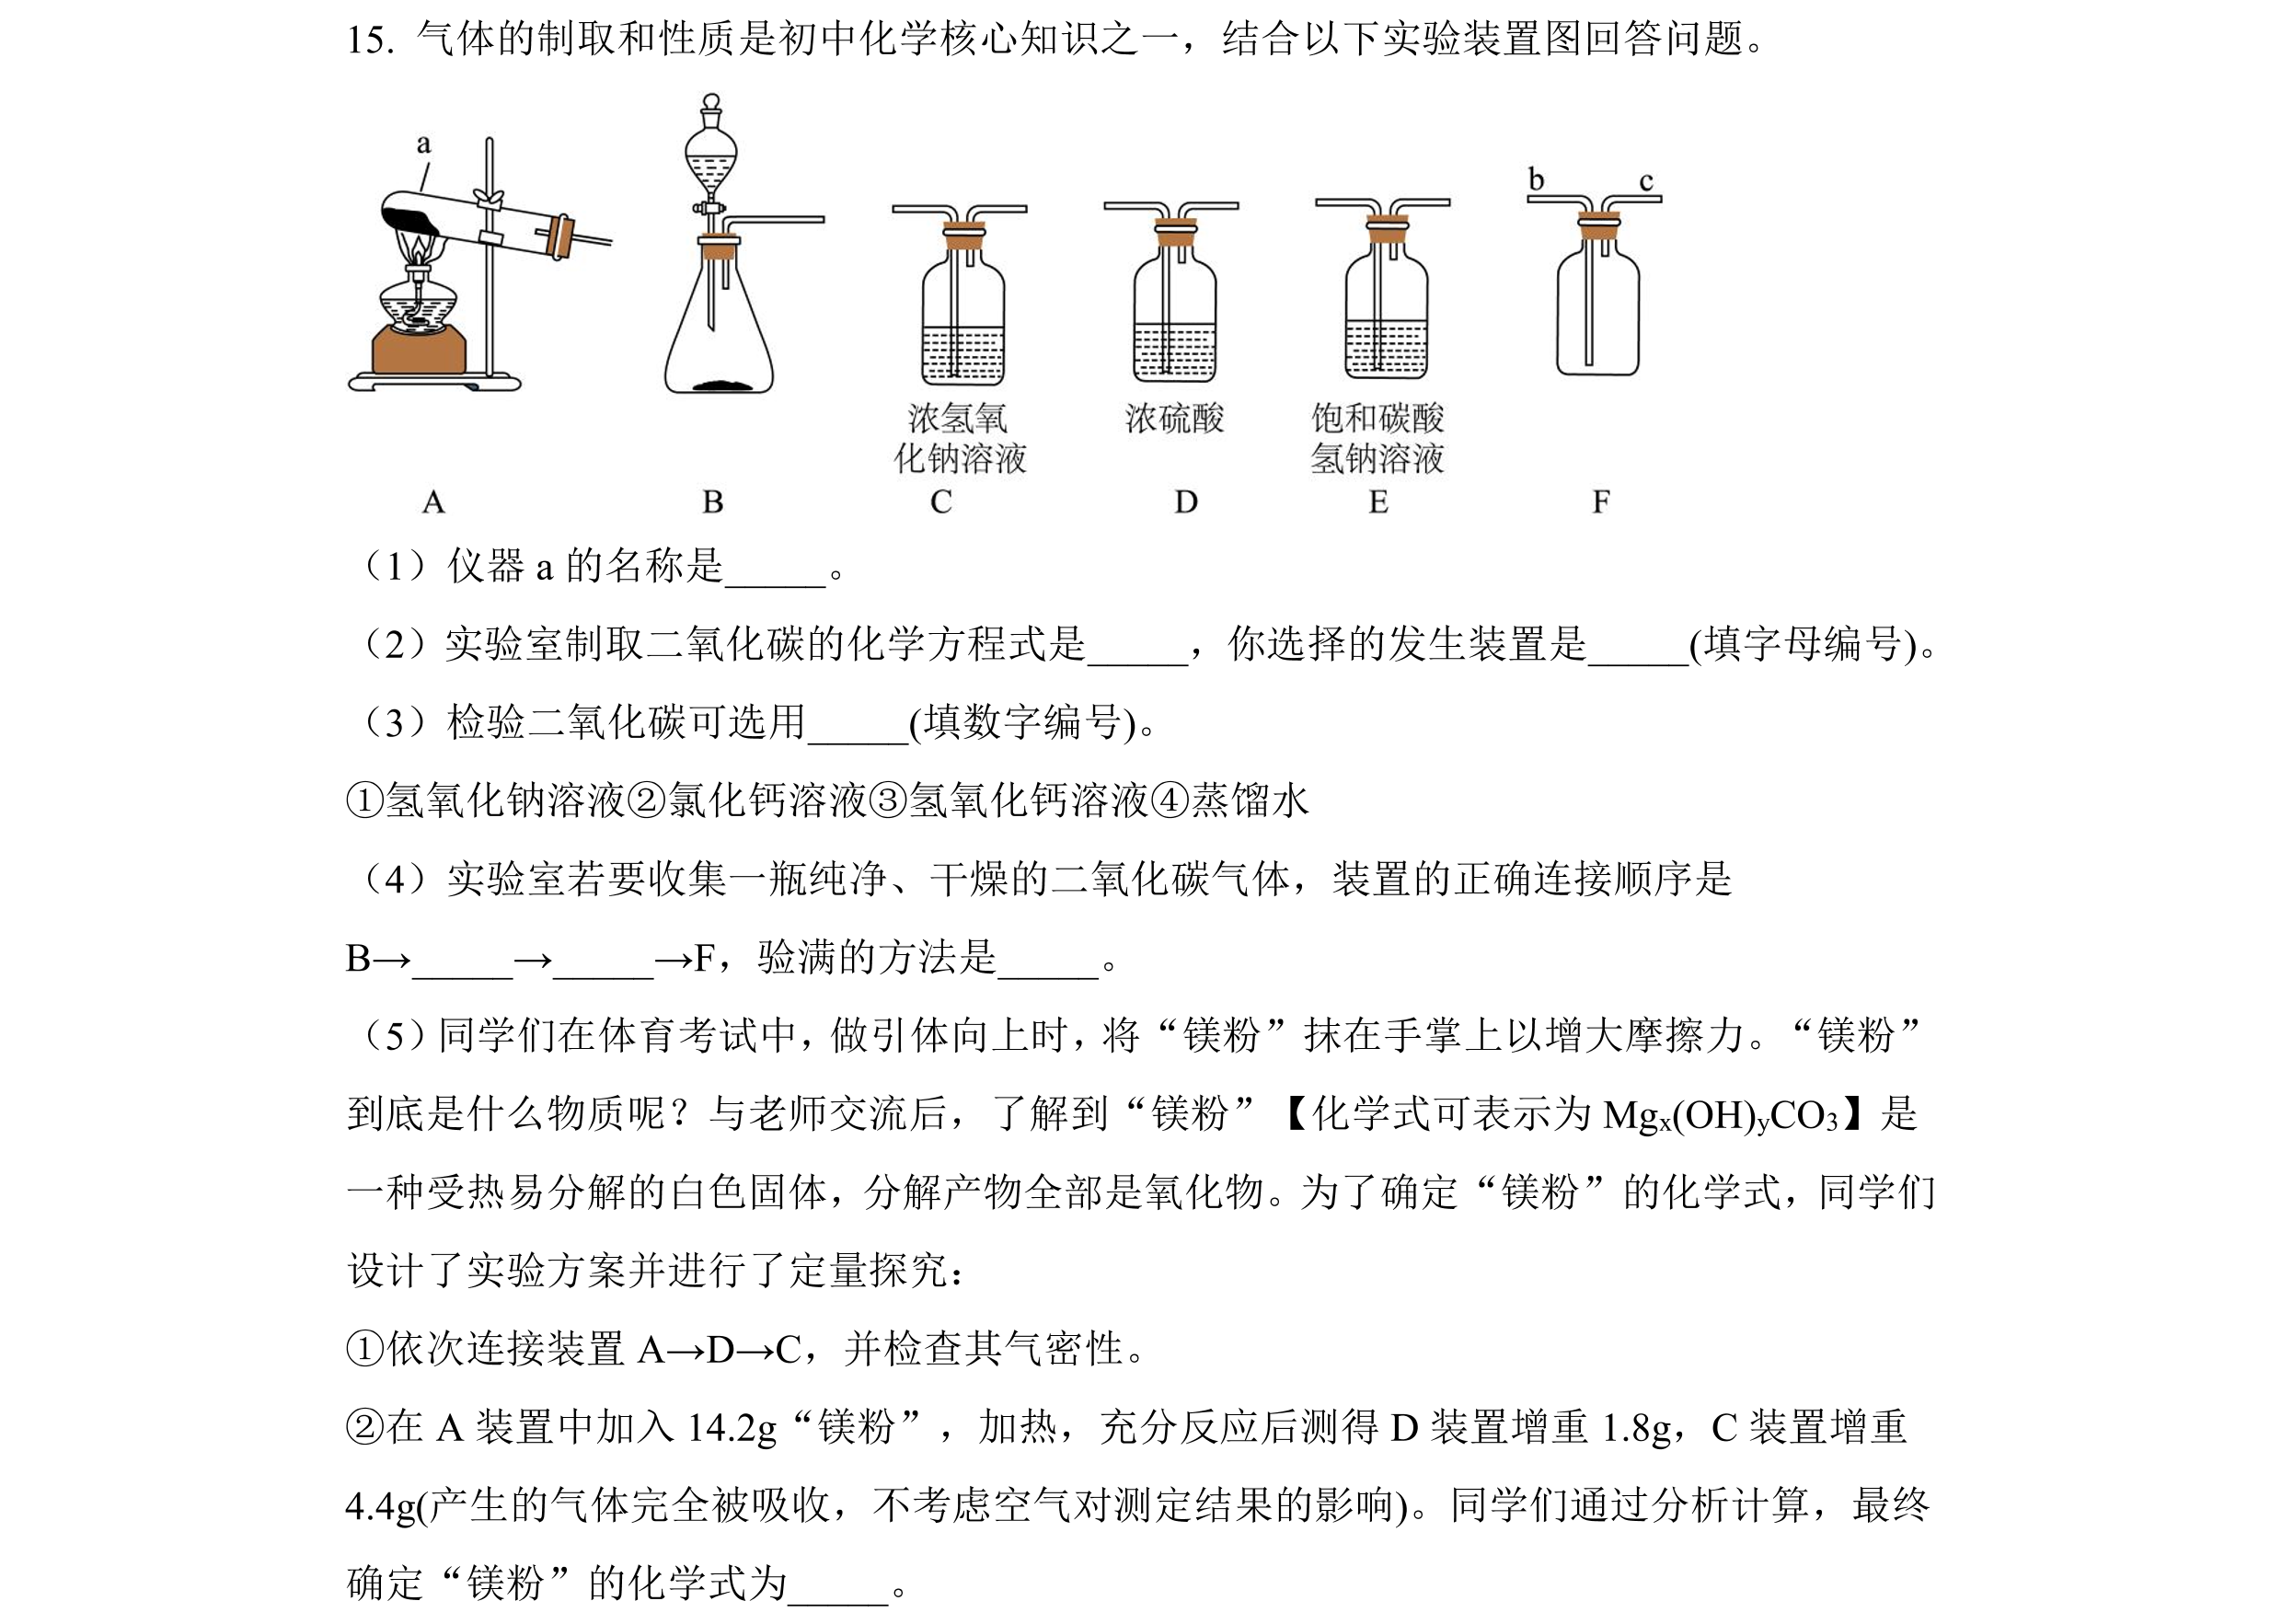 15. 气体的制取和性质是初中化学核心知识之一，结合以下实验装置图回答问题。
a
b c
浓氢氧化钠溶液
浓硫酸
饱和碳酸氢钠溶液
A B C D E F
（1）仪器 a 的名称是_____。
（2）实验室制取二氧化碳的化学方程式是_____，你选择的发生装置是_____(填字母编号)。
（3）检验二氧化碳可选用_____(填数字编号)。
①氢氧化钠溶液②氯化钙溶液③氢氧化钙溶液④蒸馏水
（4）实验室若要收集一瓶纯净、干燥的二氧化碳气体，装置的正确连接顺序是
B→_____→_____→F，验满的方法是_____。
（5）同学们在体育考试中，做引体向上时，将“镁粉”抹在手掌上以增大摩擦力。“镁粉”
到底是什么物质呢？与老师交流后，了解到“镁粉”【化学式可表示为 Mgₓ(OH)ᵧCO₃】是
一种受热易分解的白色固体，分解产物全部是氧化物。为了确定“镁粉”的化学式，同学们
设计了实验方案并进行了定量探究：
①依次连接装置 A→D→C，并检查其气密性。
②在 A 装置中加入 14.2g“镁粉”，加热，充分反应后测得 D 装置增重 1.8g，C 装置增重
4.4g(产生的气体完全被吸收，不考虑空气对测定结果的影响)。同学们通过分析计算，最终
确定“镁粉”的化学式为_____。